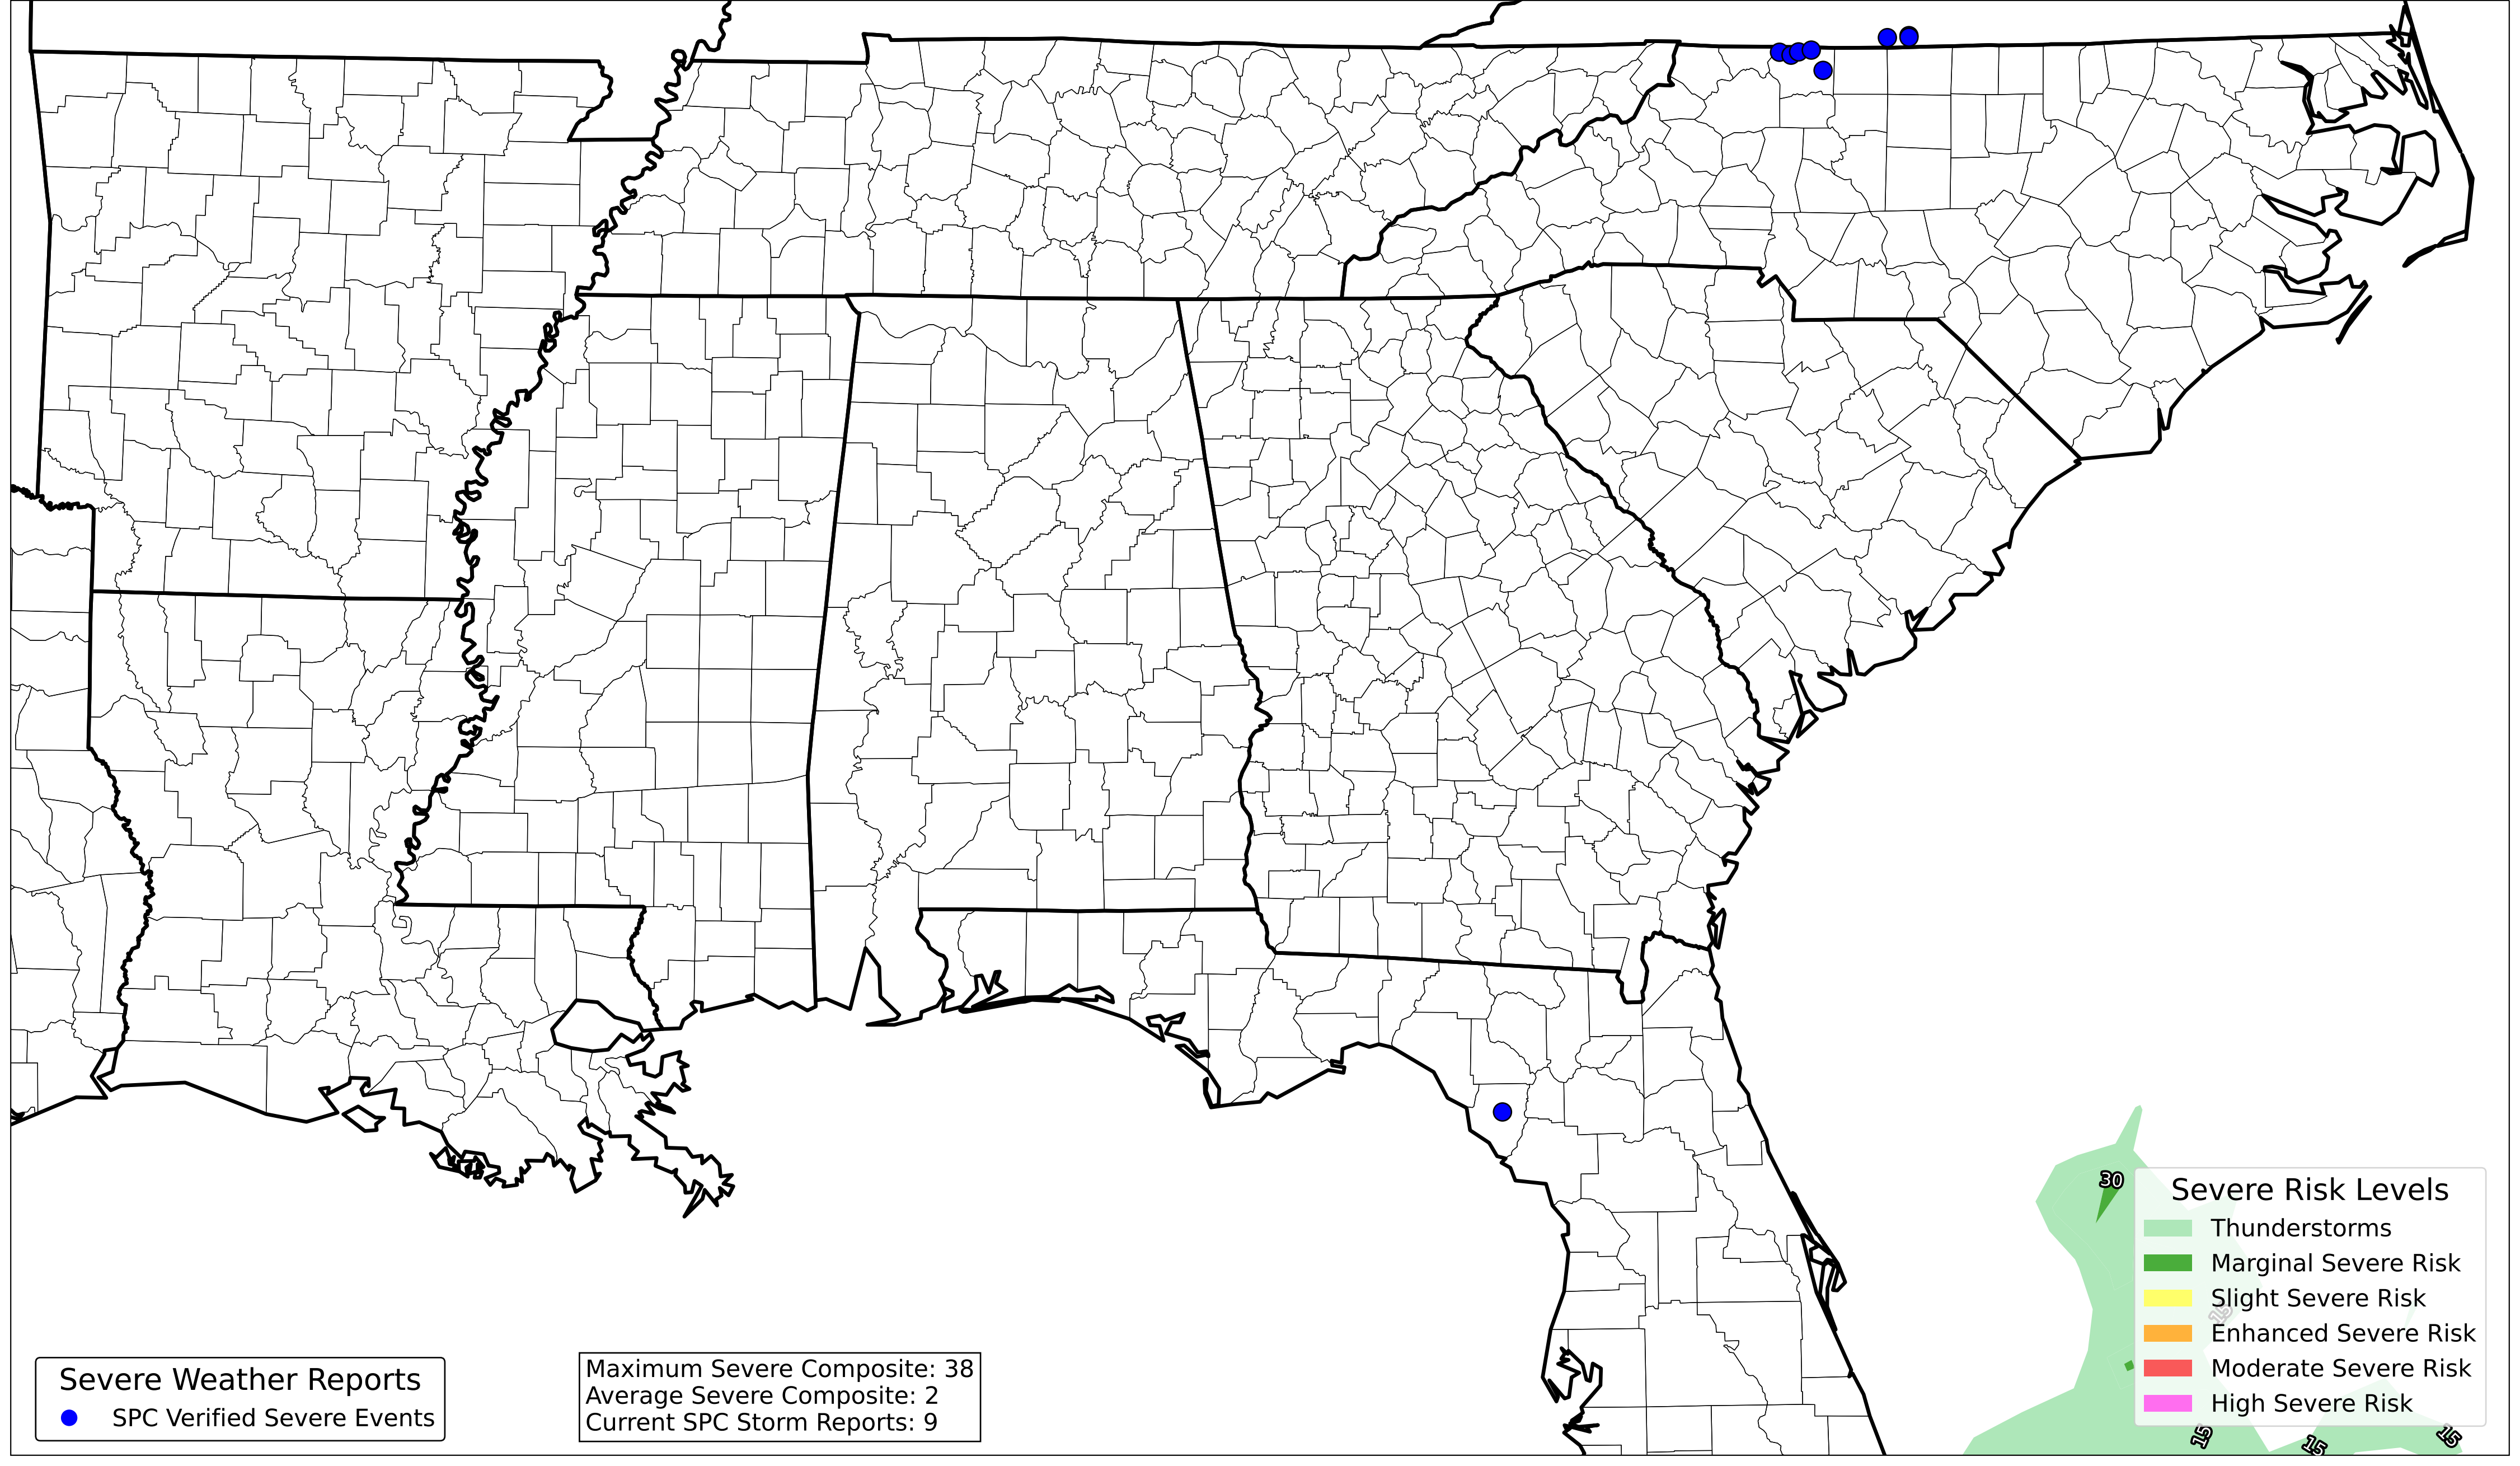 30
Severe Risk Levels
Thunderstorms
Marginal Severe Risk
Slight Severe Risk
Enhanced Severe Risk
Moderate Severe Risk
High Severe Risk
15
15
15
15
Severe Weather Reports
SPC Verified Severe Events
Maximum Severe Composite: 38
Average Severe Composite: 2
Current SPC Storm Reports: 9